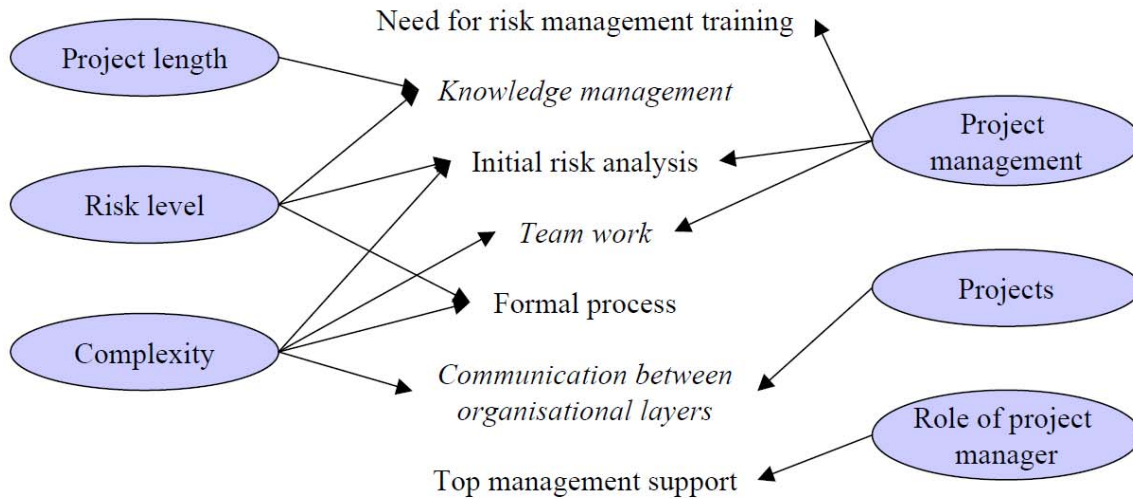 Need for risk management training
Project length
Knowledge management
Project
management
Initial risk analysis
Risk level
Team work
Projects
Formal process
Complexity
Communication between
organisational layers
Role of project
manager
Top management support